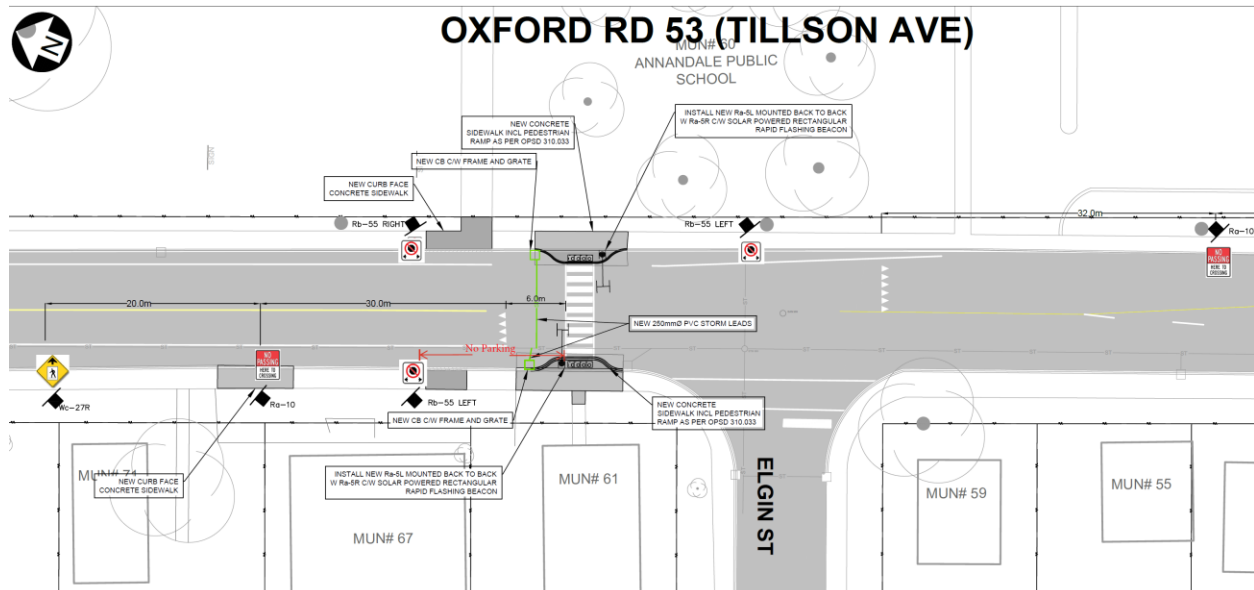 OXFORD RD 53 (TILLSON AVE)
N
MUN# 60
ANNANDALE PUBLIC
SCHOOL
INSTALL NEW Ra-5L MOUNTED BACK TO BACK
W Ra-5R C/W SOLAR POWERED RECTANGULAR
RAPID FLASHING BEACON
NEW CONCRETE
SIDEWALK INCL PEDESTRIAN
RAMP AS PER OPSD 310.033
SIGN
NEW CB C/W FRAME AND GRATE
NEW CURB FACE
CONCRETE SIDEWALK
Rb-55 RIGHT
Rb-55 LEFT
32.0m
Ra-10
NO
PASSING
HERE TO
CROSSING
20.0m
30.0m
6.0m
NEW 250mmØ PVC STORM LEADS
No Parking
NO
PASSING
HERE TO
CROSSING
Wc-27R
Ra-10
Rb-55 LEFT
NEW CB C/W FRAME AND GRATE
NEW CONCRETE
SIDEWALK INCL PEDESTRIAN
RAMP AS PER OPSD 310.033
MUN# 71
NEW CURB FACE
CONCRETE SIDEWALK
INSTALL NEW Ra-5L MOUNTED BACK TO BACK
W Ra-5R C/W SOLAR POWERED RECTANGULAR
RAPID FLASHING BEACON
MUN# 67
MUN# 61
ELGIN ST
MUN# 59
MUN# 55